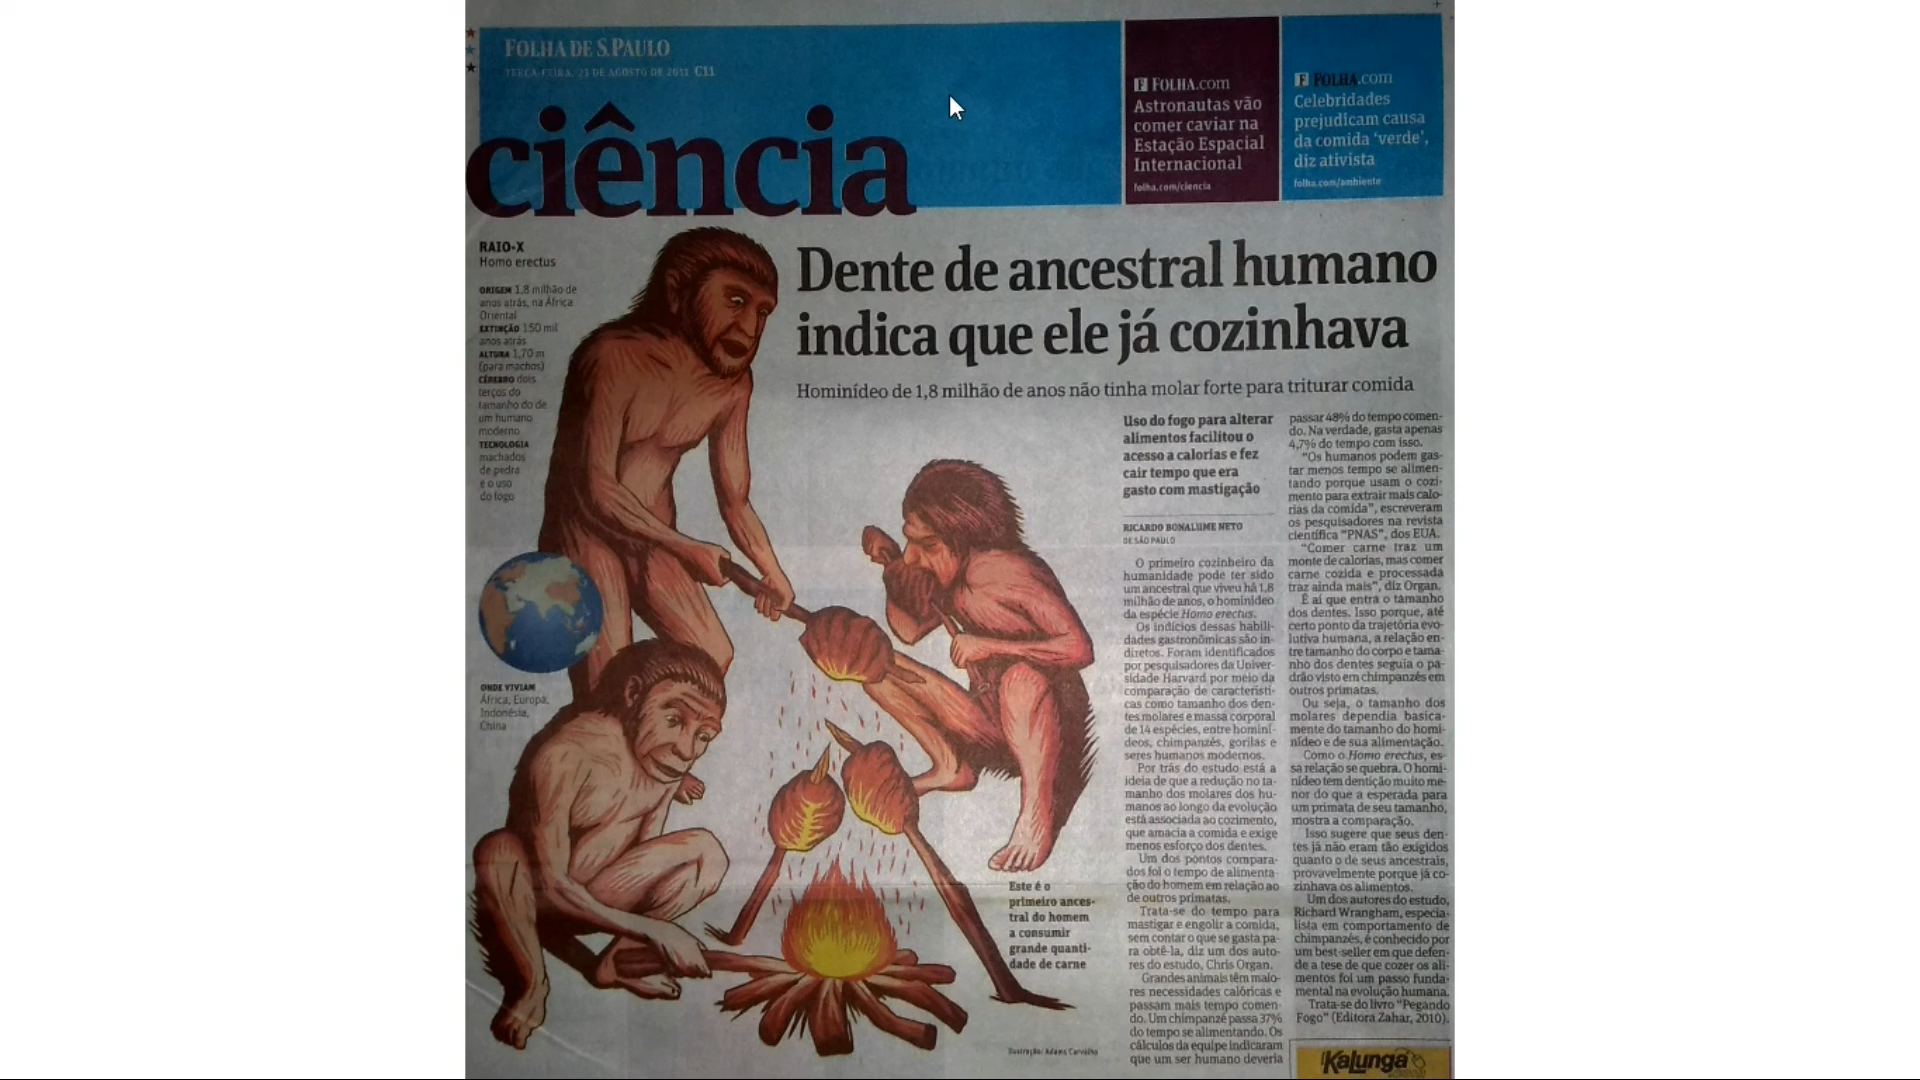 FOLHA DE S.PAULO
TERÇA-FEIRA, 23 DE AGOSTO DE 2011 C11
ciência
F FOLHA.com
Astronautas vão
comer caviar na
Estação Espacial
Internacional
folha.com/ciencia
F FOLHA.com
Celebridades
prejudicam causa
da comida ‘verde’,
diz ativista
folha.com/ambiente
RAIO-X
Homo erectus
ORIGEM 1,8 milhão de
anos atrás, na África
Oriental
EXTINÇÃO 150 mil
anos atrás
ALTURA 1,70 m
(para machos)
CÉREBRO dois
terços do
tamanho do de
um humano
moderno
TECNOLOGIA
machados
de pedra
e o uso
do fogo
ONDE VIVIAM
África, Europa,
Indonésia,
China
Dente de ancestral humano
indica que ele já cozinhava
Hominídeo de 1,8 milhão de anos não tinha molar forte para triturar comida
Uso do fogo para alterar
alimentos facilitou o
acesso a calorias e fez
cair tempo que era
gasto com mastigação
RICARDO BONALUME NETO
DE SÃO PAULO
O primeiro cozinheiro da
humanidade pode ter sido
um ancestral que viveu há 1,8
milhão de anos, o hominídeo
da espécie Homo erectus.
Os indícios dessas habili-
dades gastronômicas são in-
diretos. Foram identificados
por pesquisadores da Univer-
sidade Harvard por meio da
comparação de característi-
cas como tamanho dos den-
tes molares e massa corporal
de 14 espécies, entre homini-
deos, chimpanzés, gorilas e
seres humanos modernos.
Por trás do estudo está a
ideia de que a redução no ta-
manho dos molares dos hu-
manos ao longo da evolução
está associada ao cozimento,
que amacia a comida e exige
menos esforço dos dentes.
Um dos pontos compara-
dos foi o tempo de alimenta-
ção do homem em relação ao
de outros primatas.
Trata-se do tempo para
mastigar e engolir a comida,
sem contar o que se gasta pa-
ra obtê-la, diz um dos auto-
res do estudo, Chris Organ.
Grandes animais têm maio-
res necessidades calóricas e
passam mais tempo comen-
do. Um chimpanzé passa 37%
do tempo se alimentando. Os
cálculos da equipe indicaram
que um ser humano deveria
passar 48% do tempo comen-
do. Na verdade, gasta apenas
4,7% do tempo com isso.
“Os humanos podem gas-
tar menos tempo se alimen-
tando porque usam o cozi-
mento para extrair mais calo-
rias da comida”, escreveram
os pesquisadores na revista
científica “PNAS”, dos EUA.
“Comer carne traz um
monte de calorias, mas comer
carne cozida e processada
traz ainda mais”, diz Organ.
É aí que entra o tamanho
dos dentes. Isso porque, até
certo ponto da trajetória evo-
lutiva humana, a relação en-
tre tamanho do corpo e tama-
nho dos dentes seguia o pa-
drão visto em chimpanzés em
outros primatas.
Ou seja, o tamanho dos
molares dependia basica-
mente do tamanho do homi-
nídeo e de sua alimentação.
Como o Homo erectus, es-
sa relação se quebra. O homi-
nídeo tem dentição muito me-
nor do que a esperada para
um primata de seu tamanho,
mostra a comparação.
Isso sugere que seus den-
tes já não eram tão exigidos
quanto o de seus ancestrais,
provavelmente porque já co-
zinhava os alimentos.
Um dos autores do estudo,
Richard Wrangham, especia-
lista em comportamento de
chimpanzés, é conhecido por
um best-seller em que defen-
de a tese de que cozer os ali-
mentos foi um passo funda-
mental na evolução humana.
Trata-se do livro “Pegando
Fogo” (Editora Zahar, 2010).
Este é o
primeiro ances-
tral do homem
a consumir
grande quanti-
dade de carne
Ilustração: Adams Carvalho
Kalunga